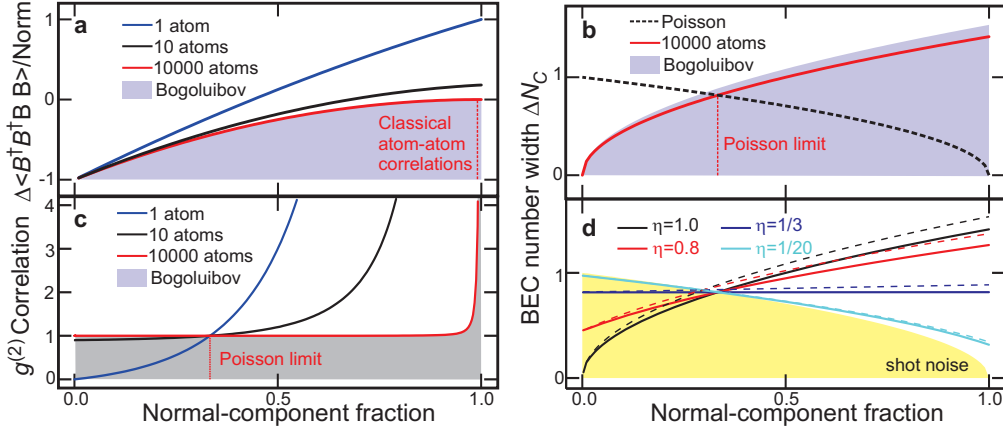 a
1 atom
10 atoms
10000 atoms
Bogoluibov
Classical
atom-atom
correlations
1
0
-1
Δ<B†B†B B>/Norm
b
Poisson
10000 atoms
Bogoluibov
Poisson limit
1
0
BEC number width ΔN_C
c
1 atom
10 atoms
10000 atoms
Bogoluibov
Poisson limit
4
3
2
1
0
g(2) Correlation
0.0
0.5
1.0
Normal-component fraction
d
η=1.0
η=1/3
η=0.8
η=1/20
shot noise
1
0
0.0
0.5
1.0
Normal-component fraction